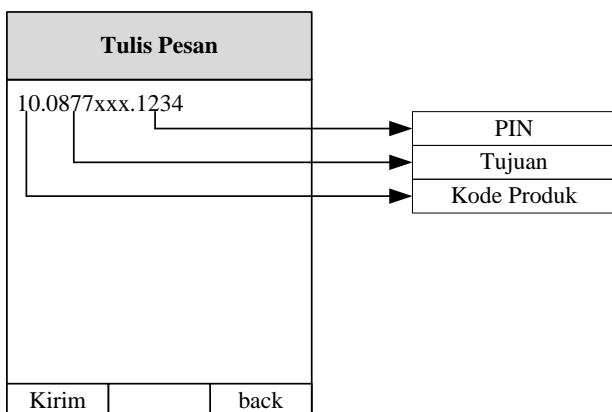 Tulis Pesan
10.0877xxx.1234
PIN
Tujuan
Kode Produk
Kirim
back